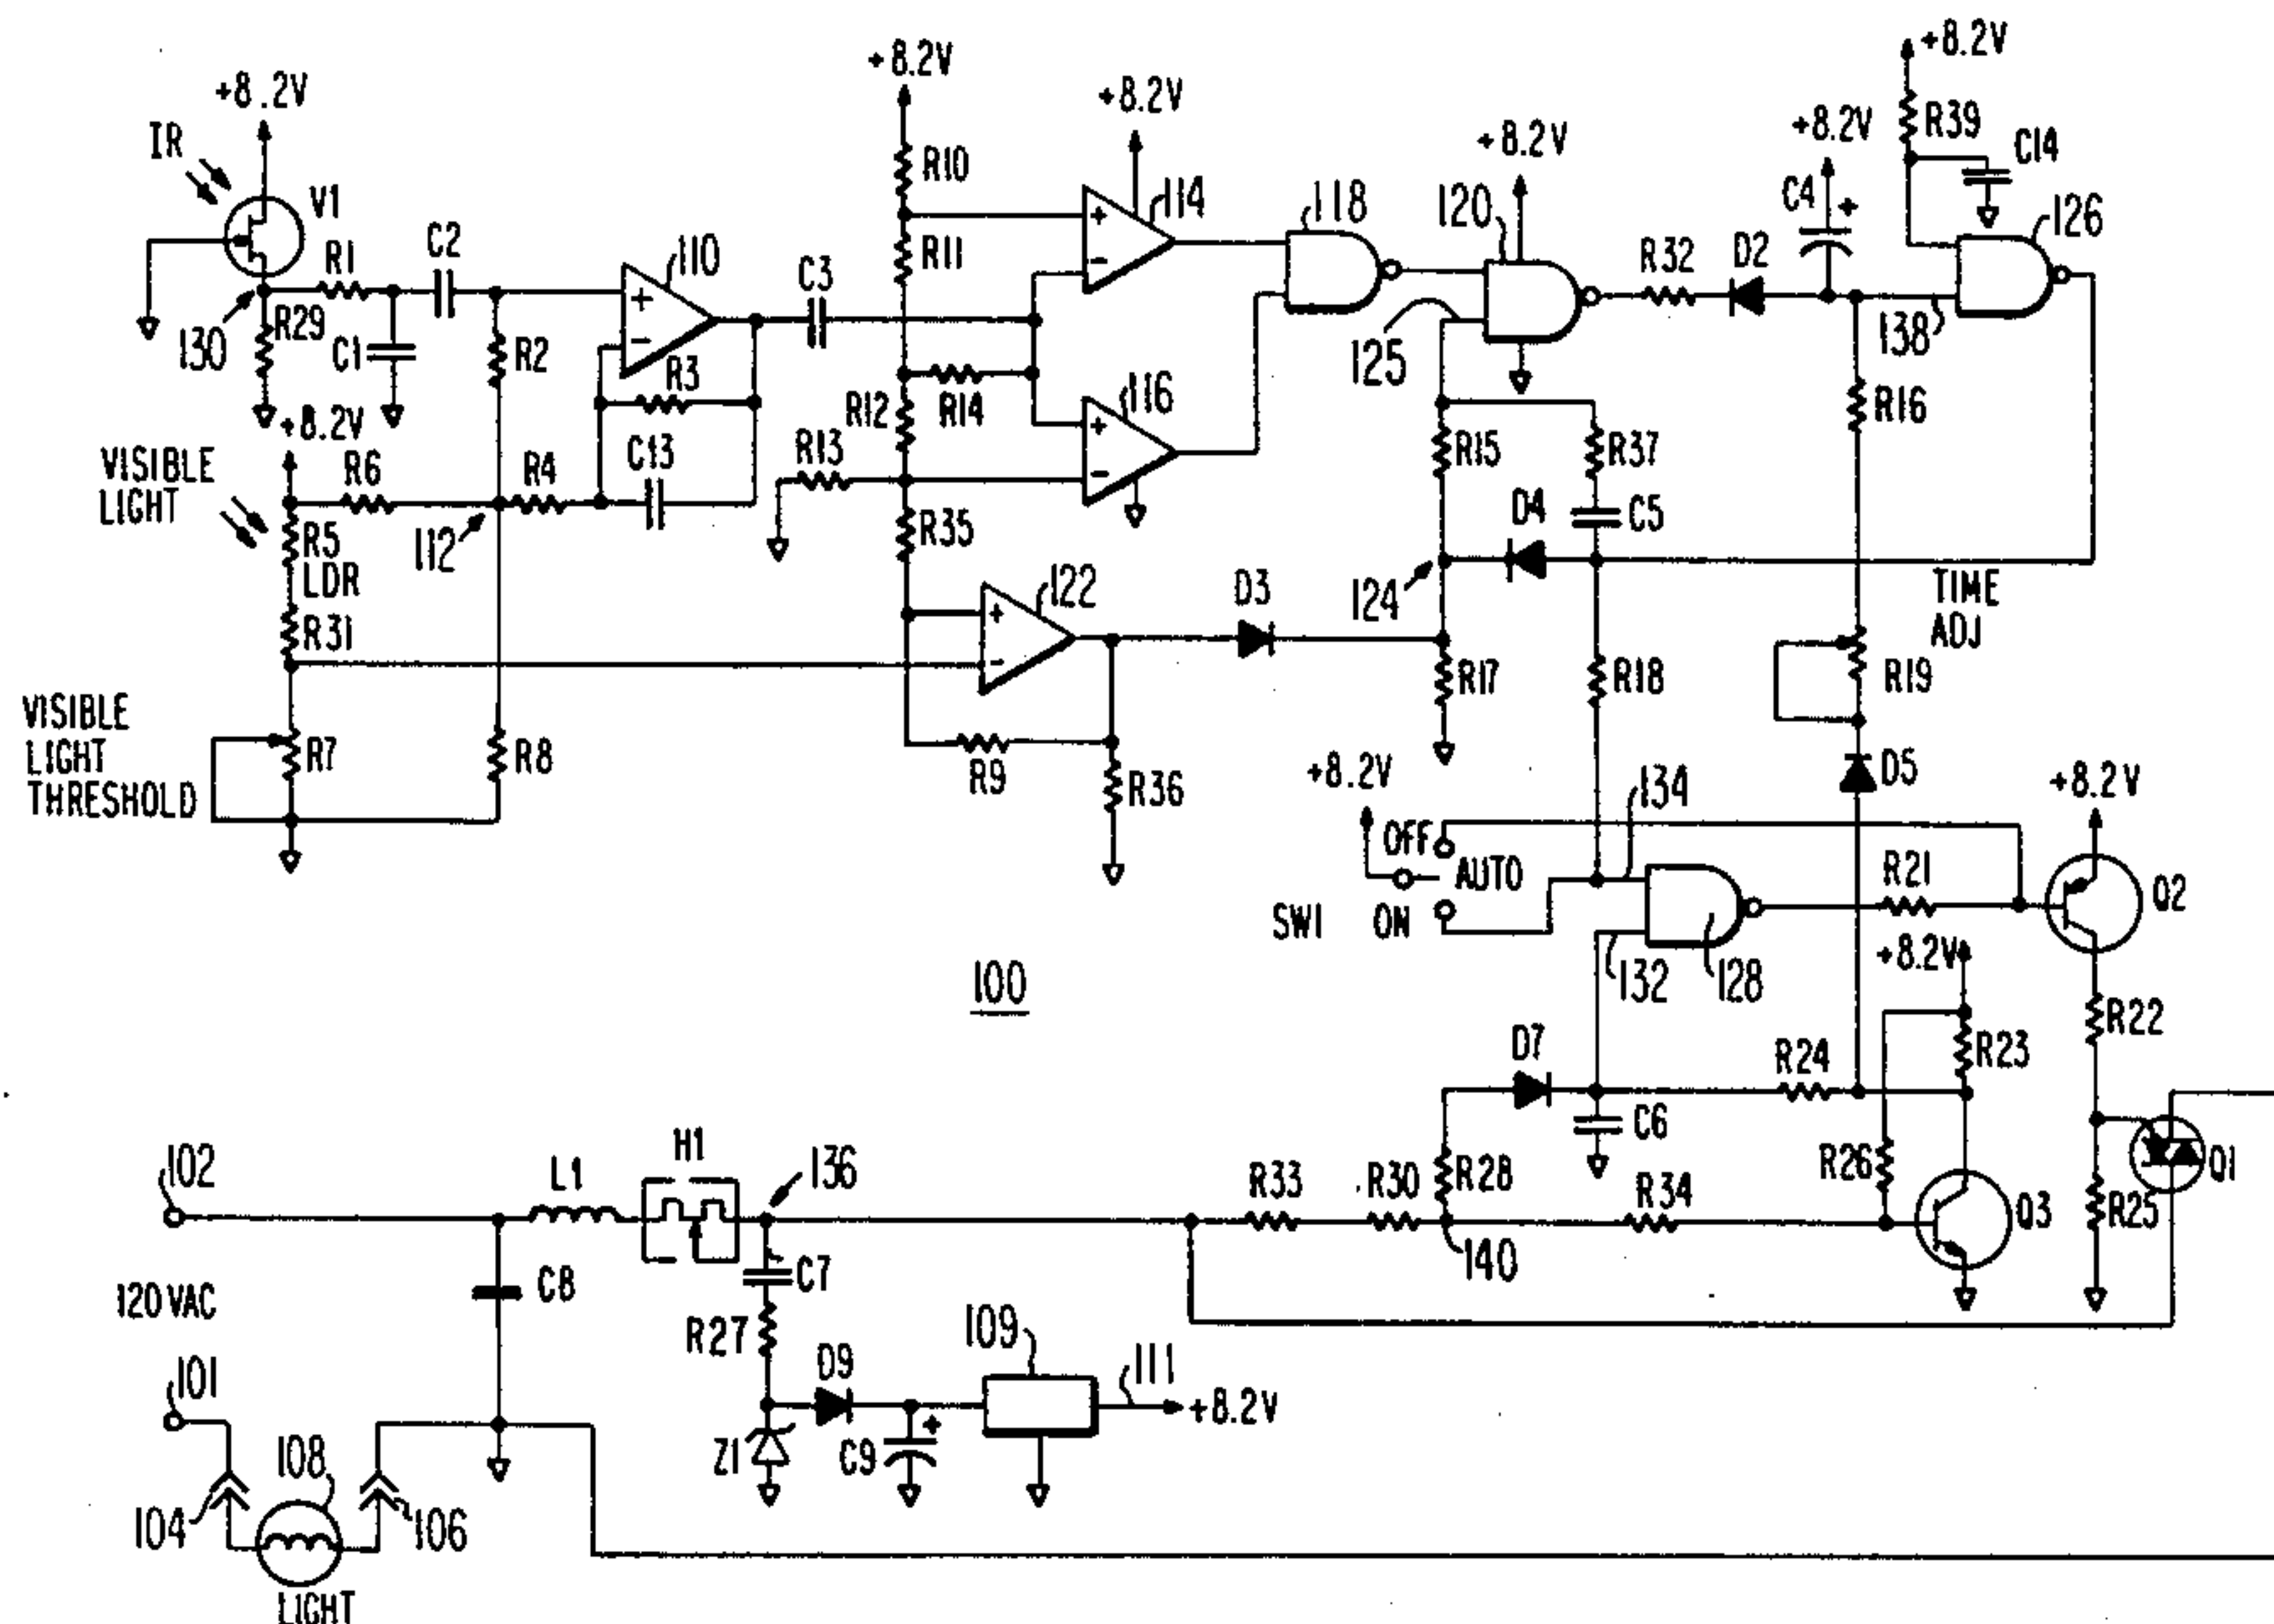 +8.2V
+8.2V
+8.2V
+8.2V
+8.2V
+8.2V
IR
V1
R10
114
118
120
C4
R39
C14
126
R1
C2
110
C3
R11
R32
D2
130
R29
C1
R2
R3
R12
R14
116
125
138
R16
+8.2V
VISIBLE
LIGHT
R6
R4
C13
R13
R15
R37
R5
LDR
112
R35
D4
C5
R31
122
D3
124
TIME
ADJ
VISIBLE
LIGHT
THRESHOLD
R7
R8
R9
R36
R17
R18
R19
D5
+8.2V
134
+8.2V
OFF
AUTO
R21
Q2
SW1
ON
+8.2V
100
132
128
D7
R24
R23
R22
C6
102
L1
H1
136
R33
R30
R28
R34
R26
Q3
R25
Q1
140
120 VAC
C8
C7
R27
109
111
101
D9
+8.2V
Z1
C9
108
104
106
LIGHT